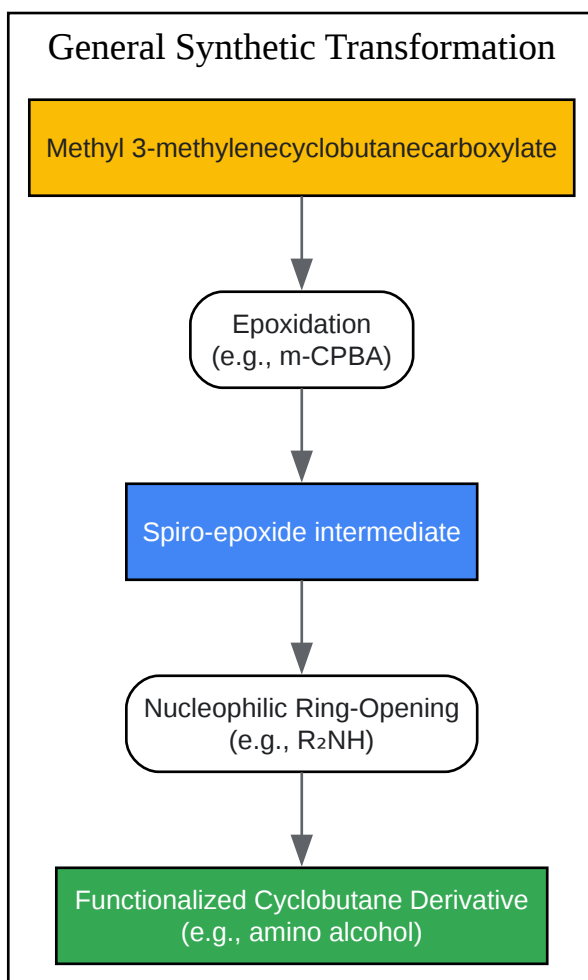 General Synthetic Transformation
Methyl 3-methylenecyclobutanecarboxylate
Epoxidation
(e.g., m-CPBA)
Spiro-epoxide intermediate
Nucleophilic Ring-Opening
(e.g., R₂NH)
Functionalized Cyclobutane Derivative
(e.g., amino alcohol)